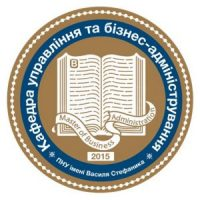 Кафедра управління та бізнес-адміністрування
B
Master of Business
Administration
2015
ПНУ імені Василя Стефаника